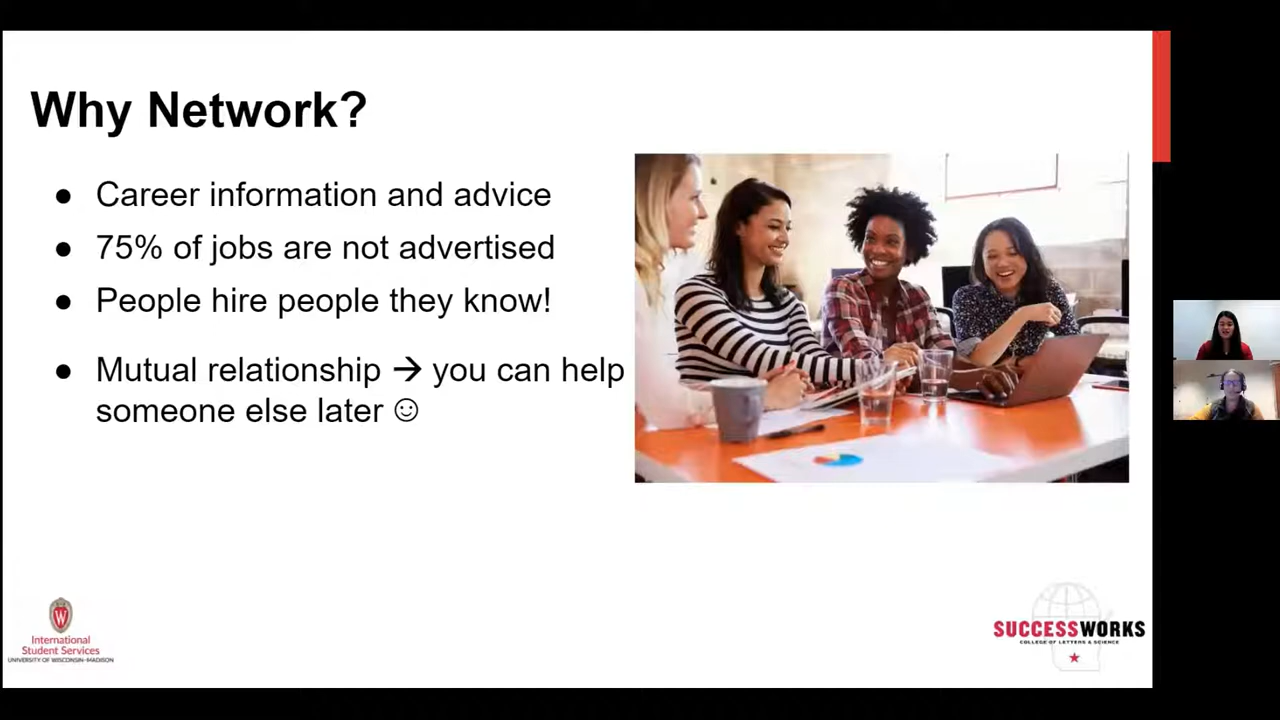 Why Network?
● Career information and advice
● 75% of jobs are not advertised
● People hire people they know!
● Mutual relationship → you can help
someone else later ☺
W
International
Student Services
UNIVERSITY OF WISCONSIN–MADISON
SUCCESSWORKS
COLLEGE OF LETTERS & SCIENCE